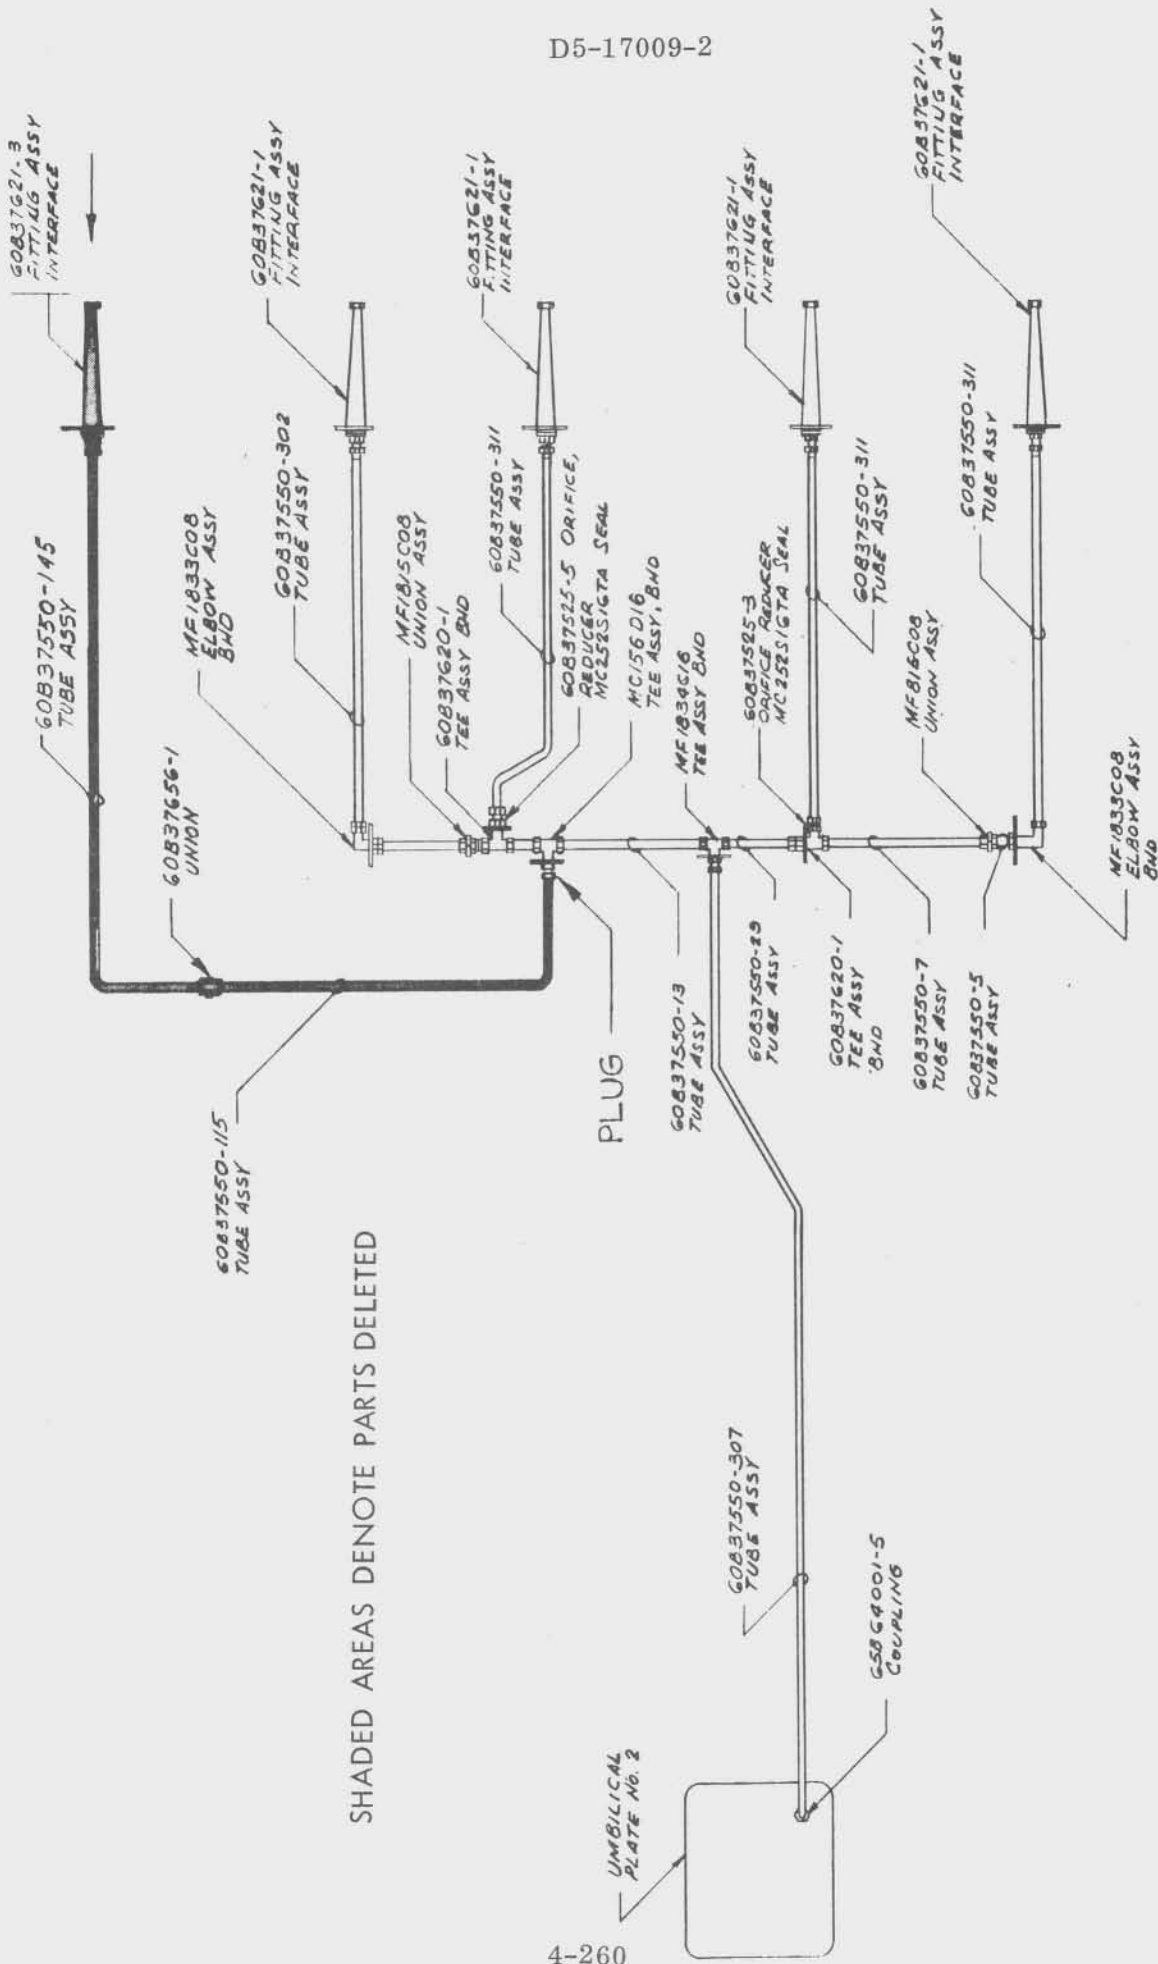 D5-17009-2
60B37621-3
FITTING ASSY
INTERFACE
60B37621-1
FITTING ASSY
INTERFACE
60B37621-1
FITTING ASSY
INTERFACE
60B37621-1
FITTING ASSY
INTERFACE
60B37621-1
FITTING ASSY
INTERFACE
60B37550-145
TUBE ASSY
MF1833C08
ELBOW ASSY
BHD
60B37550-302
TUBE ASSY
MF1815C08
UNION ASSY
60B37620-1
TEE ASSY BHD
60B37550-311
TUBE ASSY
60B37525-5 ORIFICE,
REDUCER
MC252S16TA SEAL
MC156D16
TEE ASSY, BHD
MF1834G16
TEE ASSY BHD
60B37525-3
ORIFICE REDUCER
MC252S16TA SEAL
60B37550-311
TUBE ASSY
MF816C08
UNION ASSY
60B37550-311
TUBE ASSY
MF1833C08
ELBOW ASSY
BHD
60B37656-1
UNION
60B37550-115
TUBE ASSY
PLUG
60B37550-13
TUBE ASSY
60B37550-29
TUBE ASSY
60B37620-1
TEE ASSY
BHD
60B37550-7
TUBE ASSY
60B37550-5
TUBE ASSY
SHADED AREAS DENOTE PARTS DELETED
60B37550-307
TUBE ASSY
65B64001-5
COUPLING
UMBILICAL
PLATE No. 2
4-260